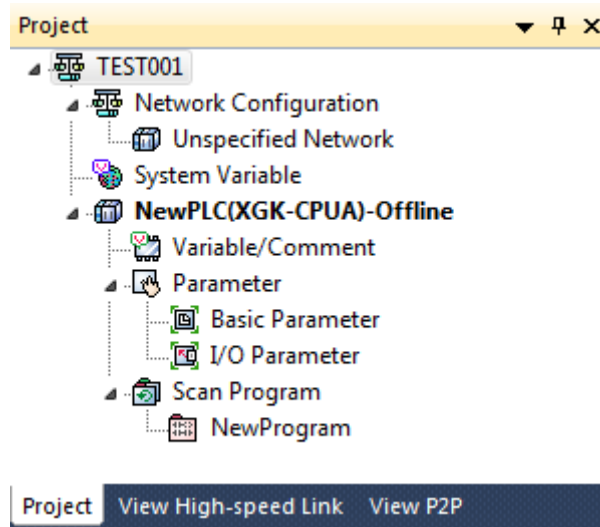 Project
TEST001
Network Configuration
Unspecified Network
System Variable
NewPLC(XGK-CPUA)-Offline
Variable/Comment
Parameter
Basic Parameter
I/O Parameter
Scan Program
NewProgram
Project View High-speed Link View P2P